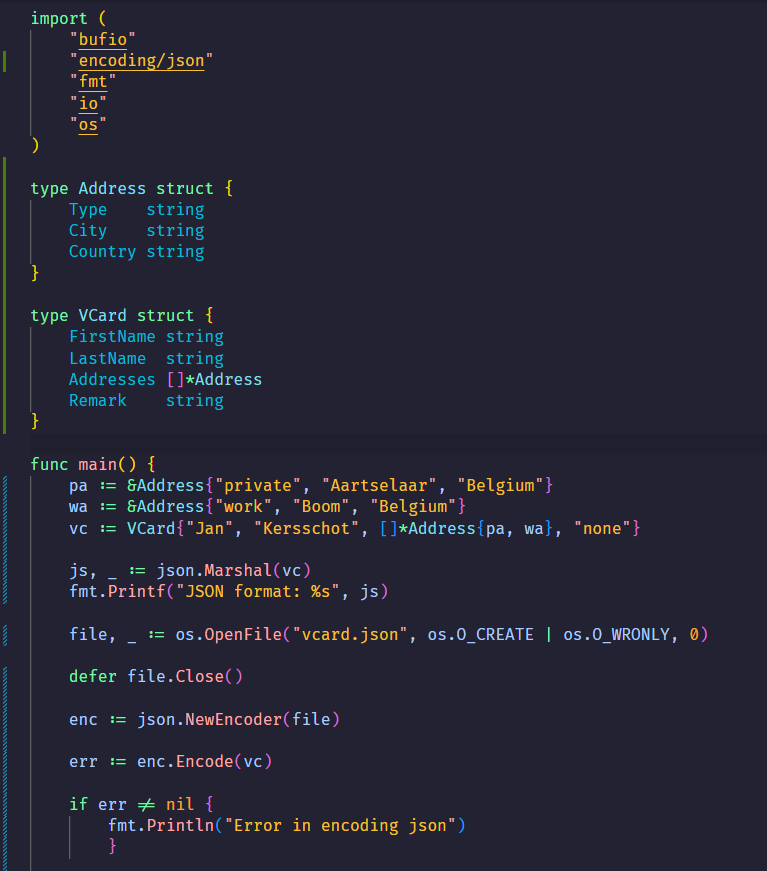 import (
    "bufio"
    "encoding/json"
    "fmt"
    "io"
    "os"
)
type Address struct {
    Type    string
    City    string
    Country string
}
type VCard struct {
    FirstName string
    LastName  string
    Addresses []*Address
    Remark    string
}
func main() {
    pa := &Address{"private", "Aartselaar", "Belgium"}
    wa := &Address{"work", "Boom", "Belgium"}
    vc := VCard{"Jan", "Kersschot", []*Address{pa, wa}, "none"}
    js, _ := json.Marshal(vc)
    fmt.Printf("JSON format: %s", js)
    file, _ := os.OpenFile("vcard.json", os.O_CREATE | os.O_WRONLY, 0)
    defer file.Close()
    enc := json.NewEncoder(file)
    err := enc.Encode(vc)
    if err != nil {
        fmt.Println("Error in encoding json")
        }